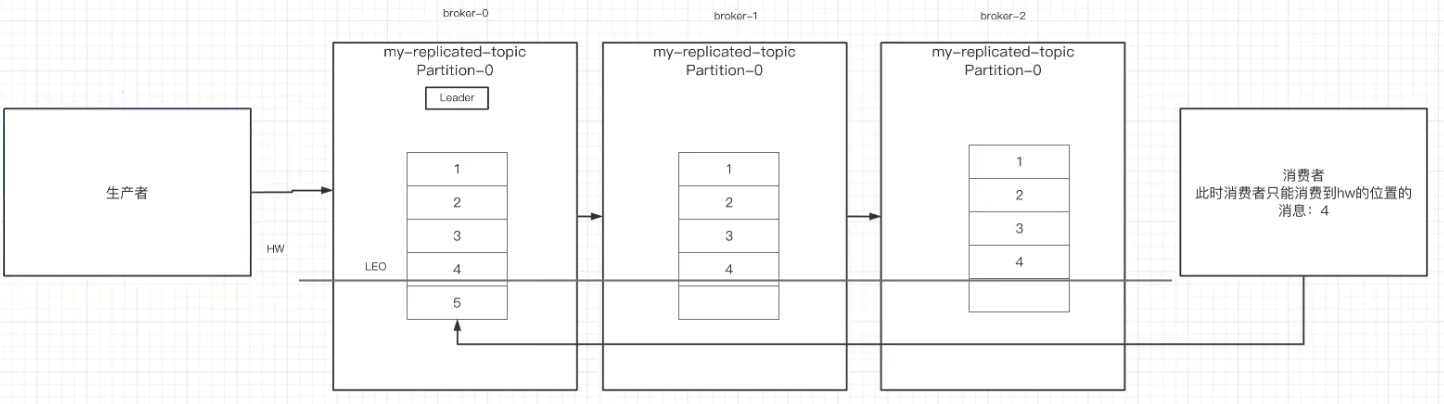 broker-0
broker-1
broker-2
my-replicated-topic
Partition-0
Leader
my-replicated-topic
Partition-0
my-replicated-topic
Partition-0
生产者
HW
LEO
1
2
3
4
5
1
2
3
4
1
2
3
4
消费者
此时消费者只能消费到hw的位置的
消息：4